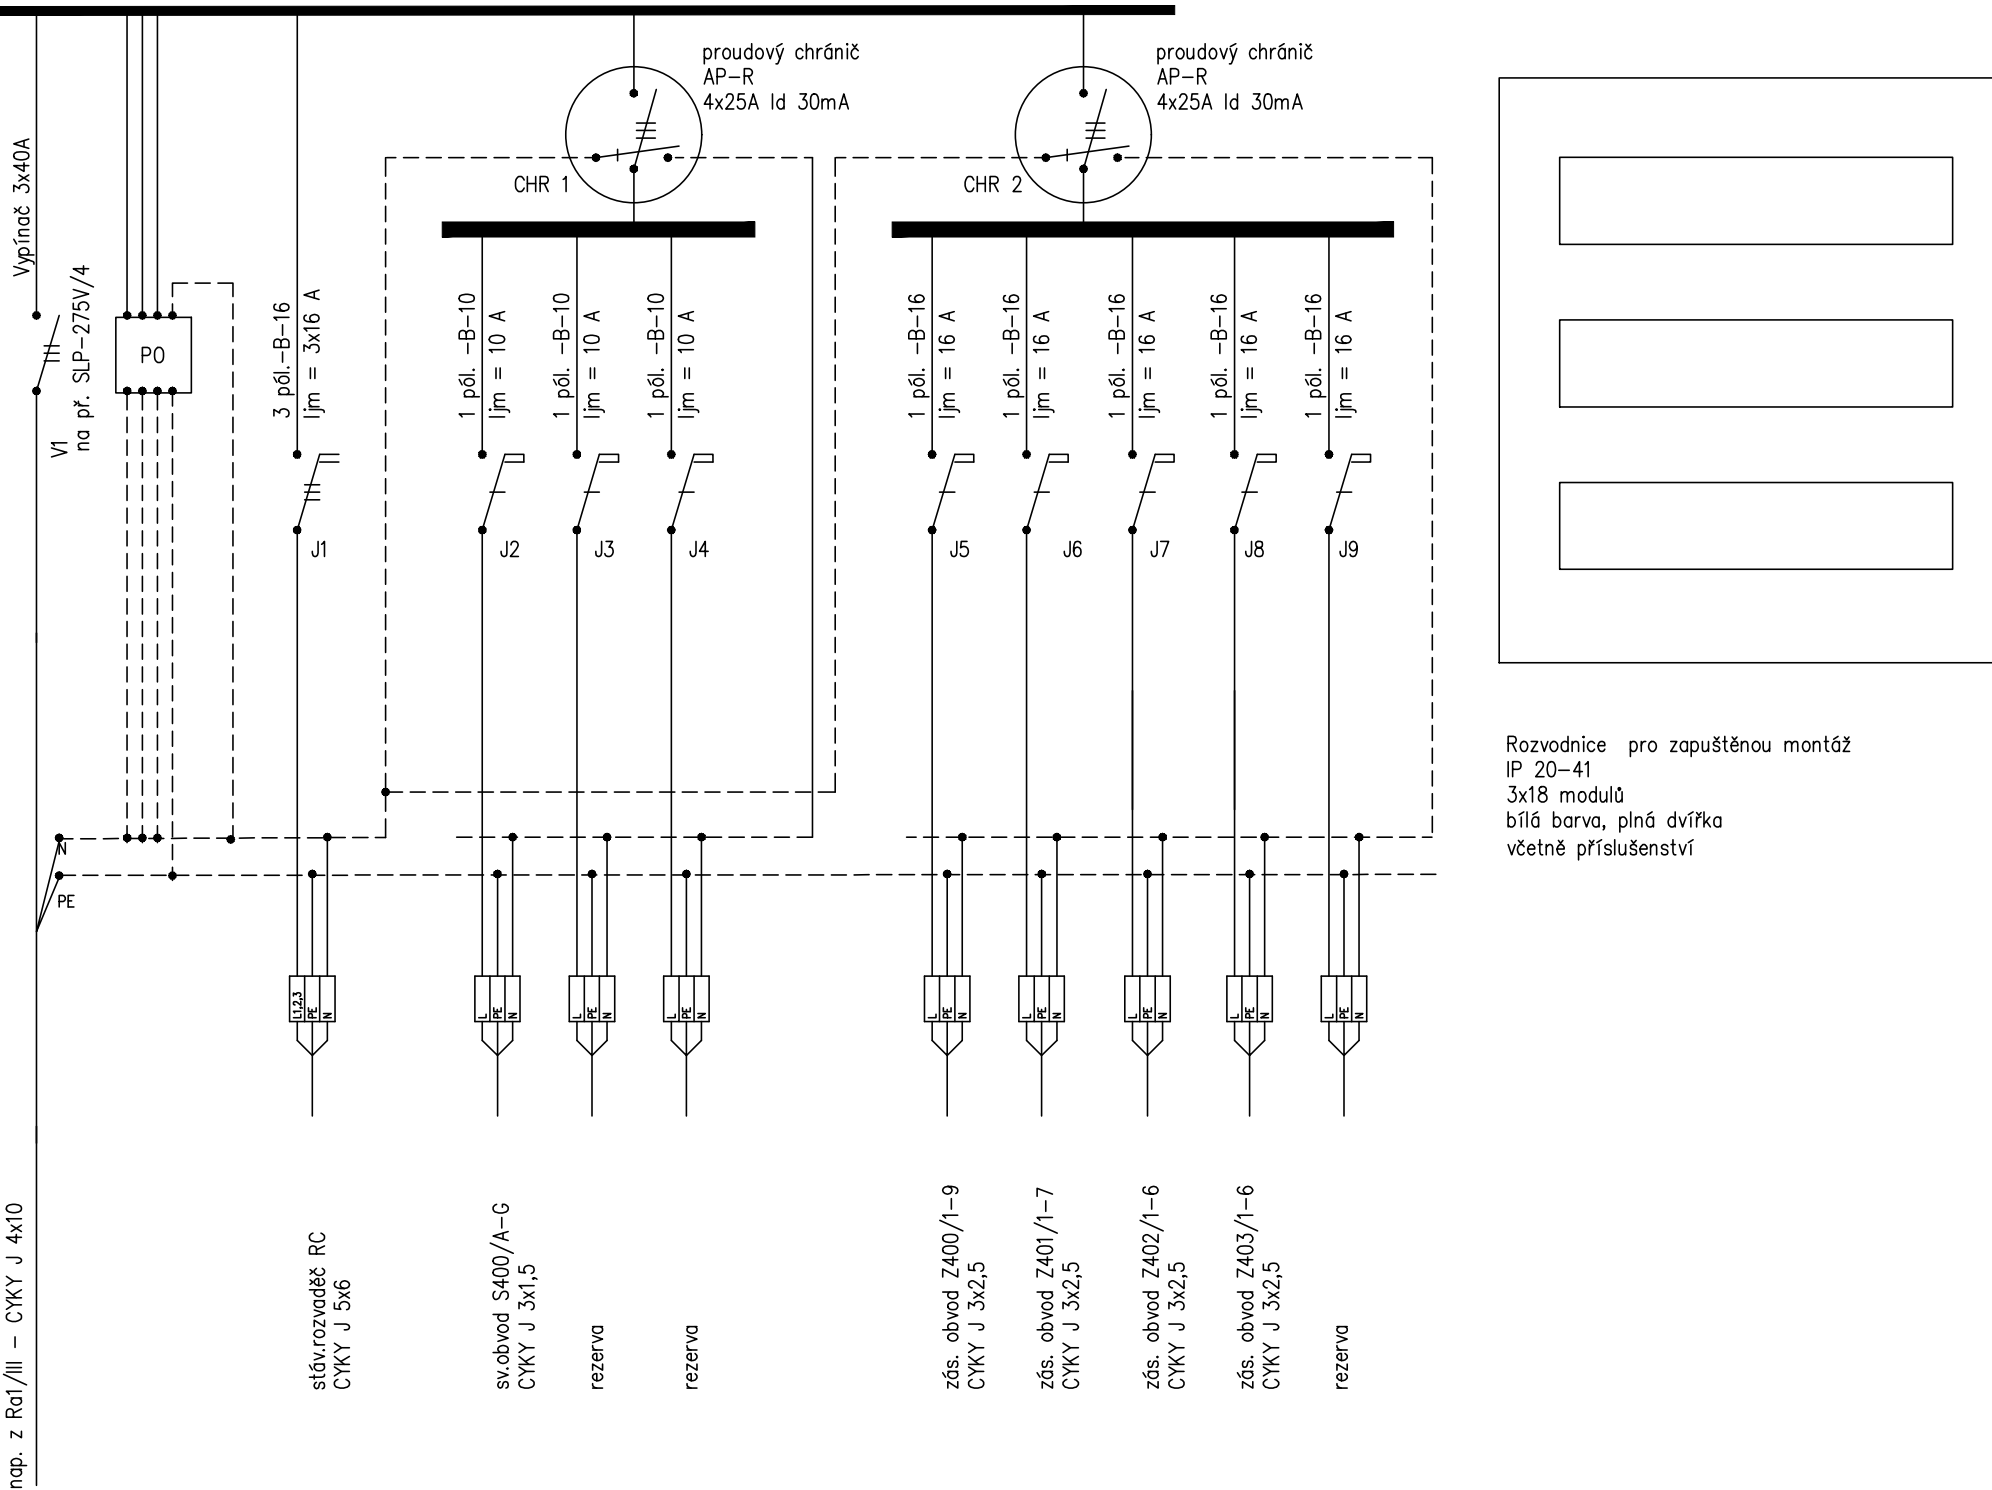 proudový chránič
AP-R
4x25A Id 30mA
proudový chránič
AP-R
4x25A Id 30mA
CHR 1
CHR 2
Vypínač 3x40A
V1
na př. SLP-275V/4
PO
3 pól.-B-16
Ijm = 3x16 A
1 pól. -B-10
Ijm = 10 A
1 pól. -B-10
Ijm = 10 A
1 pól. -B-10
Ijm = 10 A
1 pól. -B-16
Ijm = 16 A
1 pól. -B-16
Ijm = 16 A
1 pól. -B-16
Ijm = 16 A
1 pól. -B-16
Ijm = 16 A
1 pól. -B-16
Ijm = 16 A
J1
J2
J3
J4
J5
J6
J7
J8
J9
Rozvodnice pro zapuštěnou montáž
IP 20-41
3x18 modulů
bílá barva, plná dvířka
včetně příslušenství
N
PE
L1,2,3
PE
N
L
PE
N
L
PE
N
L
PE
N
L
PE
N
L
PE
N
L
PE
N
L
PE
N
L
PE
N
nap. z Ra1/III - CYKY J 4x10
stáv.rozvaděč RC
CYKY J 5x6
sv.obvod S400/A-G
CYKY J 3x1,5
rezerva
rezerva
zás. obvod Z400/1-9
CYKY J 3x2,5
zás. obvod Z401/1-7
CYKY J 3x2,5
zás. obvod Z402/1-6
CYKY J 3x2,5
zás. obvod Z403/1-6
CYKY J 3x2,5
rezerva